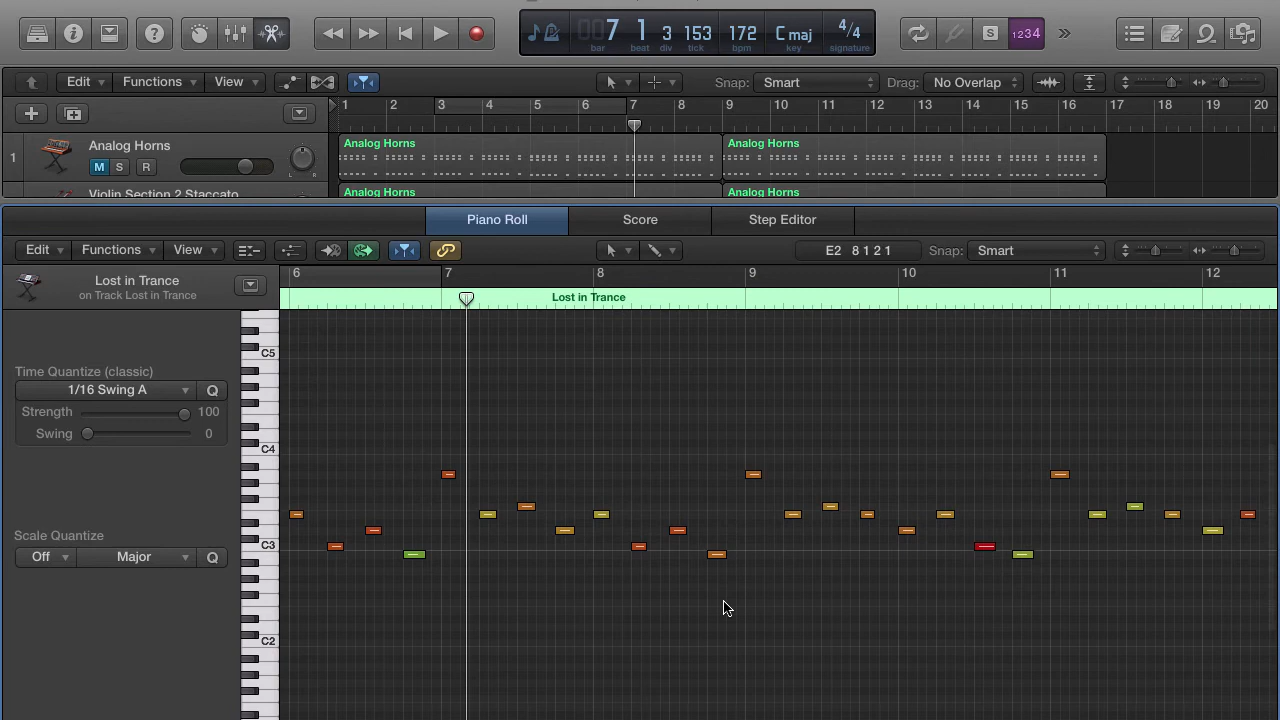 007 1 3 153 172 C maj 4/4
bar beat div tick bpm key signature
S 1234
Edit Functions View Snap: Smart Drag: No Overlap
1 2 3 4 5 6 7 8 9 10 11 12 13 14 15 16 17 18 19 20
1 Analog Horns Analog Horns Analog Horns
M S R
L R
Violin Section 2 Staccato Analog Horns Analog Horns
Piano Roll Score Step Editor
Edit Functions View E2 8 1 2 1 Snap: Smart
6 7 8 9 10 11 12
Lost in Trance
on Track Lost in Trance
Lost in Trance
C5
Time Quantize (classic)
1/16 Swing A Q
Strength 100
Swing 0
C4
Scale Quantize
Off Major Q
C3
C2